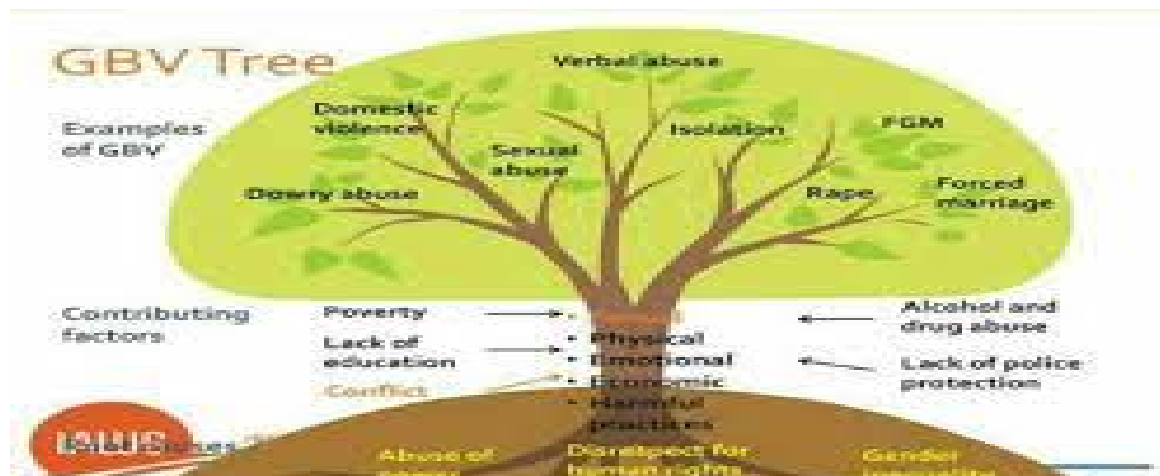 GBV Tree
Verbal abuse
Domestic
violence
Examples
of GBV
Isolation
FGM
Sexual
abuse
Dowry abuse
Rape
Forced
marriage
Contributing
factors
Poverty
Alcohol and
drug abuse
• Physical
Lack of
education
• Emotional
Lack of police
protection
Conflict
• Economic
• Harmful
practices
Abuse of
Disrespect for
human rights
Gender